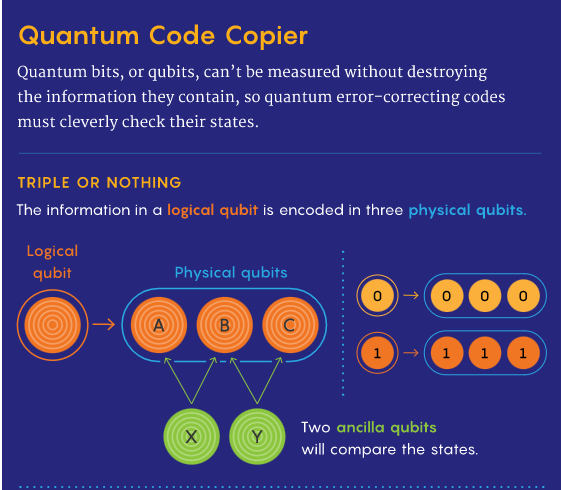 Quantum Code Copier
Quantum bits, or qubits, can’t be measured without destroying
the information they contain, so quantum error-correcting codes
must cleverly check their states.
TRIPLE OR NOTHING
The information in a logical qubit is encoded in three physical qubits.
Logical
qubit
Physical qubits
A B C
0 0 0 0
1 1 1 1
X Y
Two ancilla qubits
will compare the states.